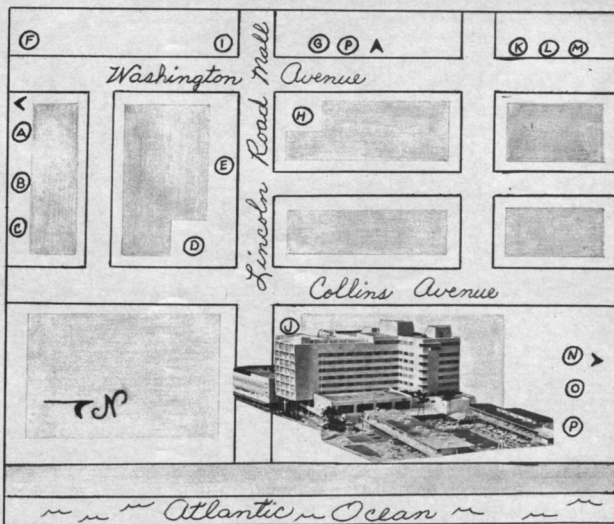 F I G P K L M
Washington Avenue
A
H
Lincoln Road Mall
E
B
C
D
Collins Avenue
J
N
N
O
P
Atlantic Ocean